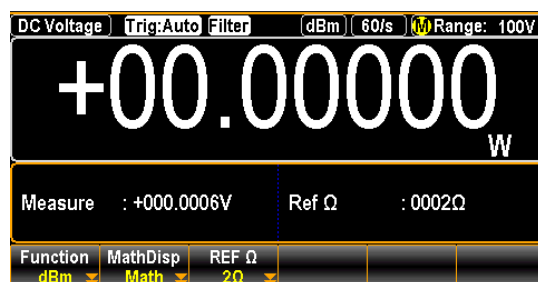 DC Voltage Trig:Auto Filter dBm 60/s M Range: 100V
+00.00000
W
Measure : +000.0006V Ref Ω : 0002Ω
Function MathDisp REF Ω
dBm Math 2Ω